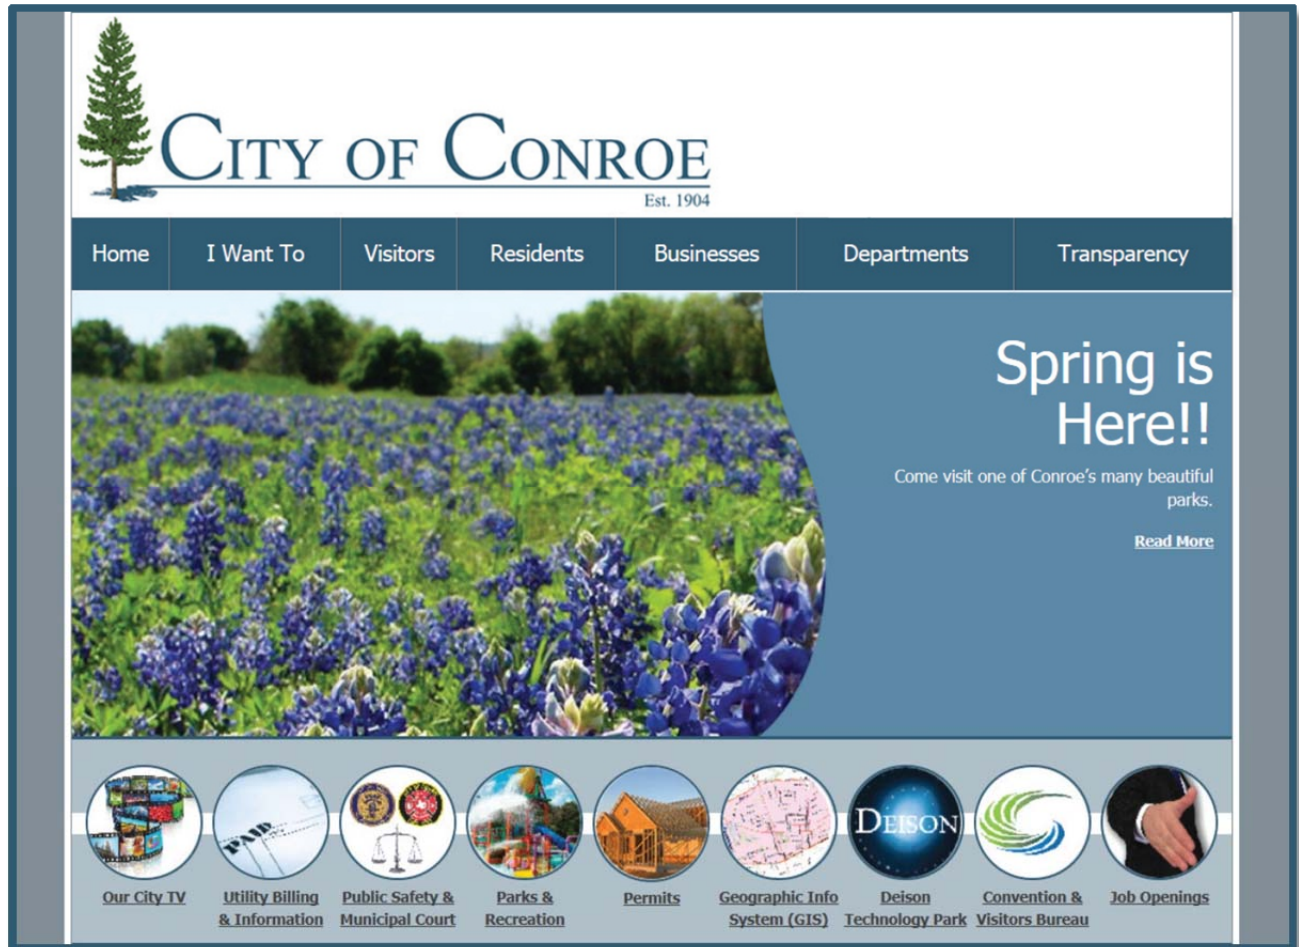 CITY OF CONROE
Est. 1904
Home I Want To Visitors Residents Businesses Departments Transparency
Spring is
Here!!
Come visit one of Conroe's many beautiful
parks.
Read More
PAID
DEISON
Our City TV
Utility Billing
& Information
Public Safety &
Municipal Court
Parks &
Recreation
Permits
Geographic Info
System (GIS)
Deison
Technology Park
Convention &
Visitors Bureau
Job Openings